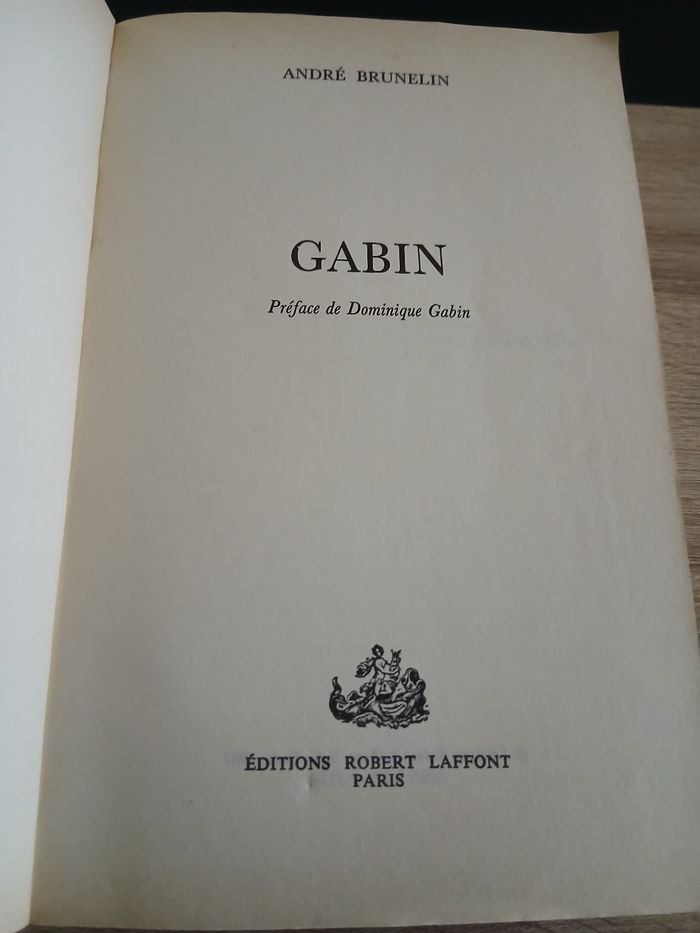 ANDRÉ BRUNELIN
GABIN
Préface de Dominique Gabin
ÉDITIONS ROBERT LAFFONT
PARIS